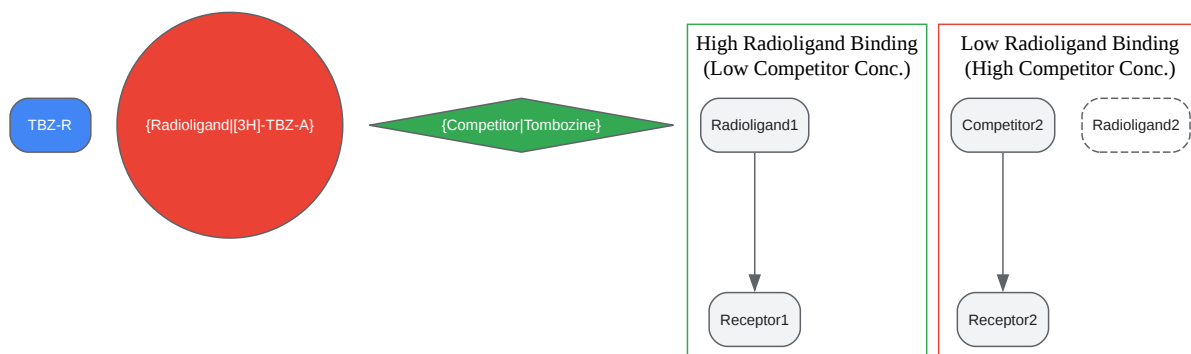 TBZ-R
{Radioligand|[3H]-TBZ-A}
{Competitor|Tombozine}
High Radioligand Binding
(Low Competitor Conc.)
Radioligand1
Receptor1
Low Radioligand Binding
(High Competitor Conc.)
Competitor2
Radioligand2
Receptor2